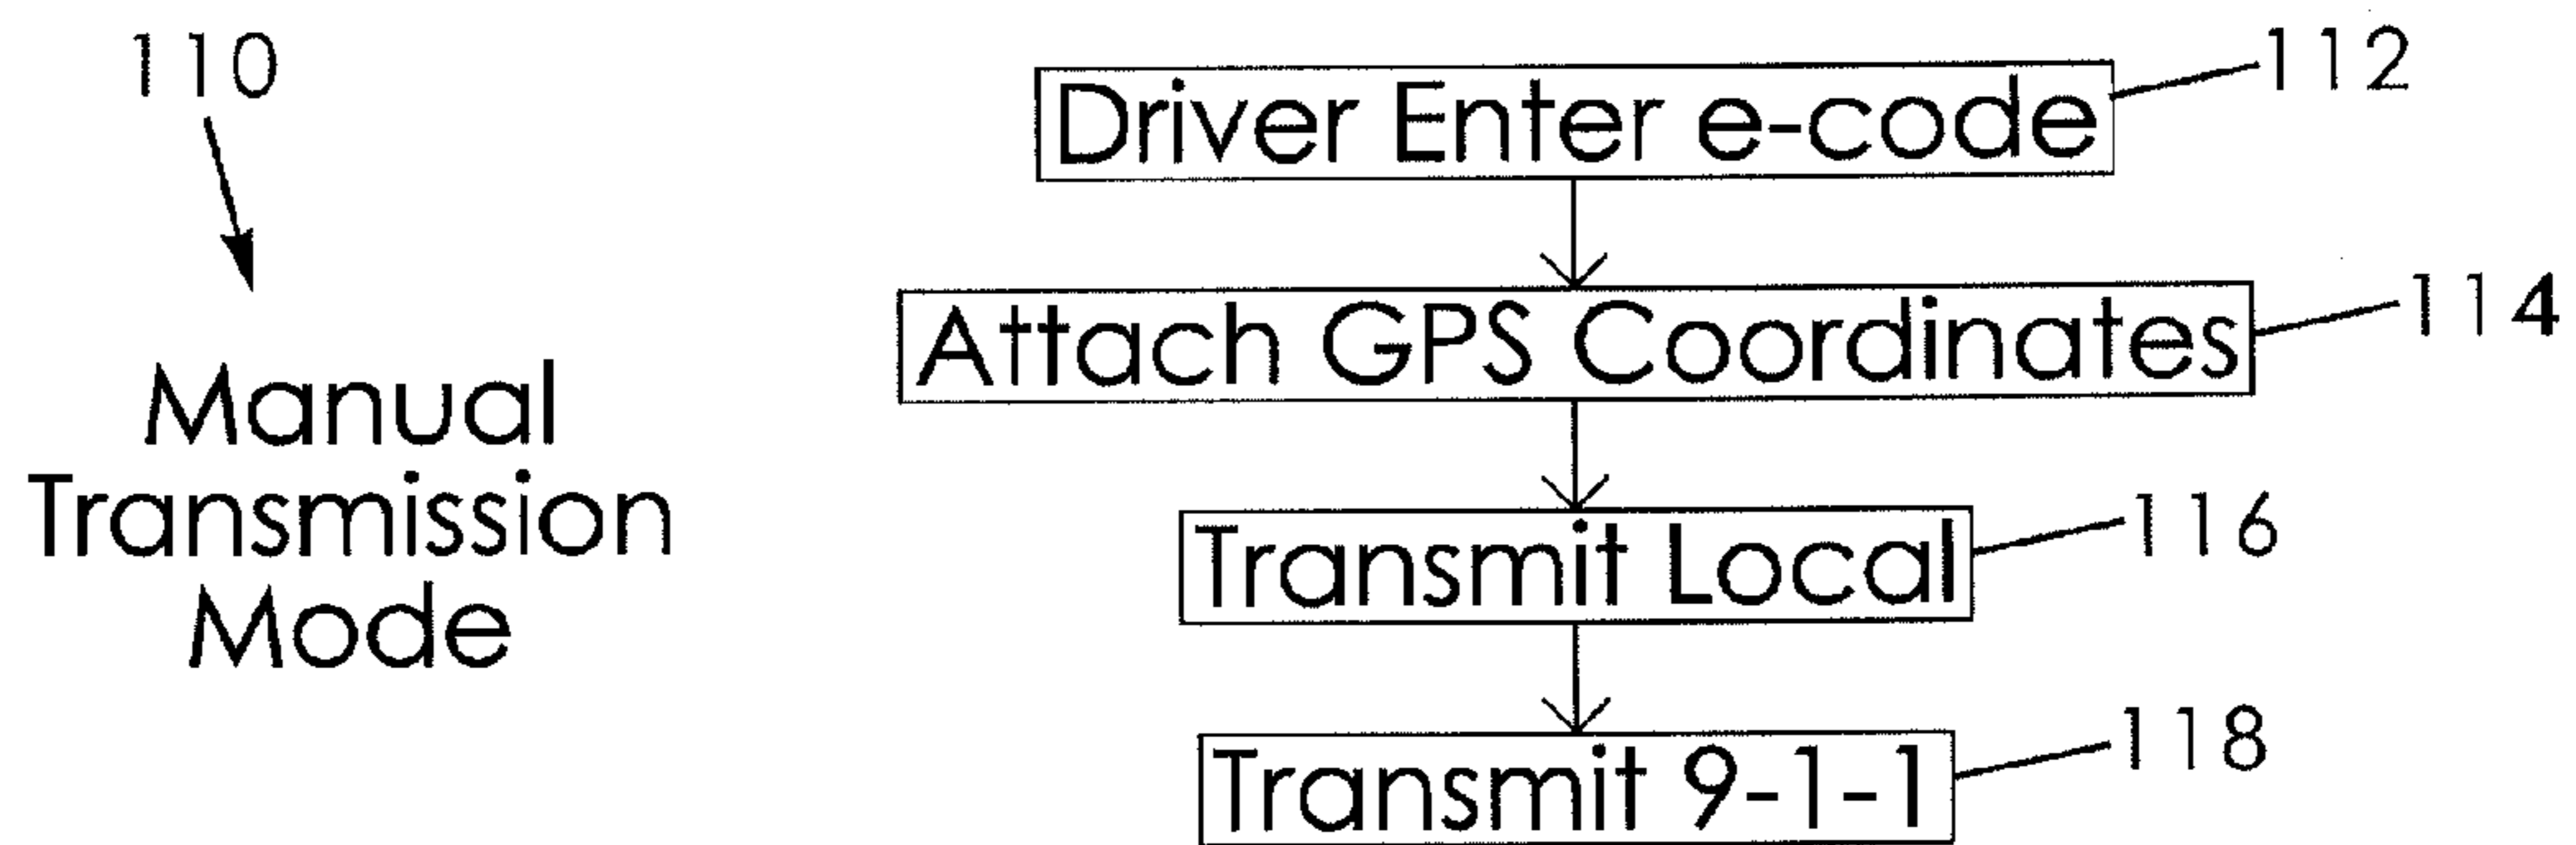 110
Manual
Transmission
Mode
Driver Enter e-code
112
Attach GPS Coordinates
114
Transmit Local
116
Transmit 9-1-1
118